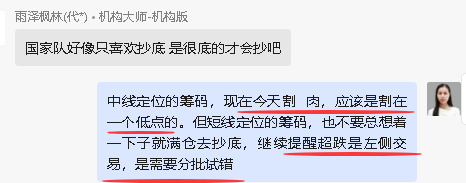 雨泽枫林(代*) • 机构大师-机构版
国家队好像只喜欢抄底 是很底的才会抄吧
中线定位的筹码，现在今天割 肉，应该是割在
一个低点的。但短线定位的筹码，也不要总想着
一下子就满仓去抄底，继续提醒超跌是左侧交
易，是需要分批试错